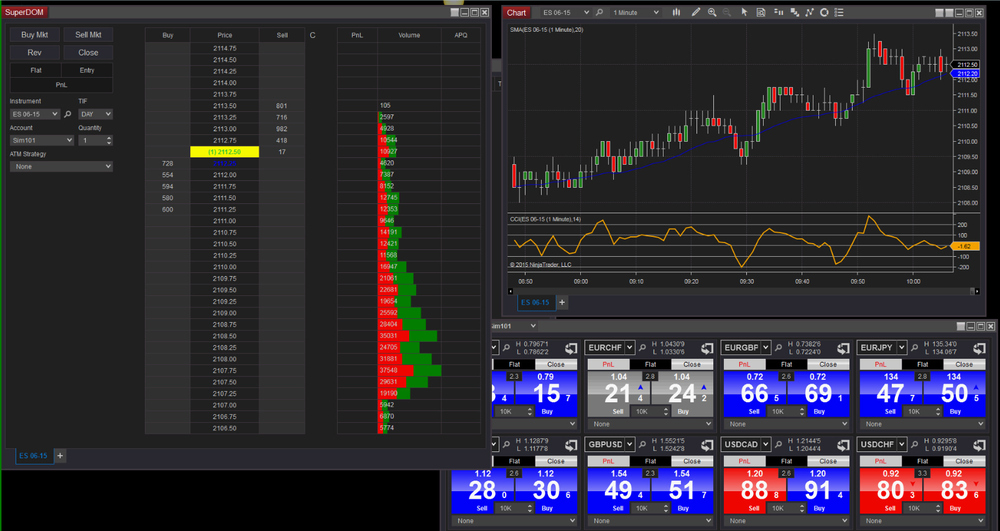 SuperDOM
Buy Mkt Sell Mkt
Rev Close
Flat Entry
PnL
Instrument TIF
ES 06-15 DAY
Account Quantity
Sim101 1
ATM Strategy
None
Buy Price Sell C PnL Volume APQ
2114.75
2114.50
2114.25
2114.00
2113.75
2113.50 801 105
2113.25 716 2597
2113.00 982 4928
2112.75 418 10544
(1) 2112.50 17 10927
728 4820
554 2112.00 7387
594 2111.75 8152
580 2111.50 12745
600 2111.25 12353
2111.00 9646
2110.75 14191
2110.50 12421
2110.25 11568
2110.00 16947
2109.75 21061
2109.50 22681
2109.25 19654
2109.00 25592
2108.75 28404
2108.50 35031
2108.25 24705
2108.00 31881
2107.75 37548
2107.50 29631
2107.25 19190
2107.00 5942
2106.75 6870
2106.50 5774
ES 06-15 +
Chart ES 06-15 1 Minute
SMA(ES 06-15 (1 Minute),20)
2113.50
2113.00
2112.50
2112.20
2111.50
2111.00
2110.50
2110.00
2109.50
2109.00
2108.50
2108.00
CCI(ES 06-15 (1 Minute),14)
200
100
-1.62
-100
-200
© 2015 NinjaTrader, LLC
08:50 09:00 09:10 09:20 09:30 09:40 09:50 10:00
ES 06-15 +
Sim101
H 0.7967'1
L 0.7862'2
Flat Close
2.3 0.79
4 15 7
10K Buy
EURCHF H 1.0430'9
L 1.0330'5
PnL Flat Close
1.04 2.8 1.04
21 4 24 2
Sell 10K Buy
None
EURGBP H 0.7382'6
L 0.7224'0
PnL Flat Close
0.72 2.6 0.72
66 5 69 1
Sell 10K Buy
None
EURJPY H 135.34'0
L 134.06'7
PnL Flat Close
134 2.6 134
47 7 50 5
Sell 10K Buy
None
H 1.1287'9
L 1.1177'8
Flat Close
1.12 2.6 1.12
28 0 30 6
Sell 10K Buy
None
GBPUSD H 1.5521'5
L 1.5242'8
PnL Flat Close
1.54 2.3 1.54
49 4 51 7
Sell 10K Buy
None
USDCAD H 1.2144'5
L 1.2044'4
PnL Flat Close
1.20 2.6 1.20
88 8 91 4
Sell 10K Buy
None
USDCHF H 0.9295'8
L 0.9190'4
PnL Flat Close
0.92 3.3 0.92
80 3 83 6
Sell 10K Buy
None